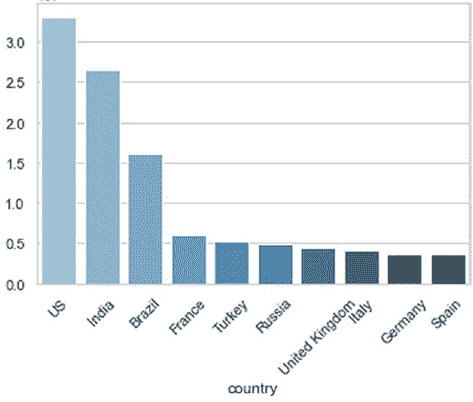 3.0
2.5
2.0
1.5
1.0
0.5
0.0
US
India
Brazil
France
Turkey
Russia
United Kingdom
Italy
Germany
Spain
country